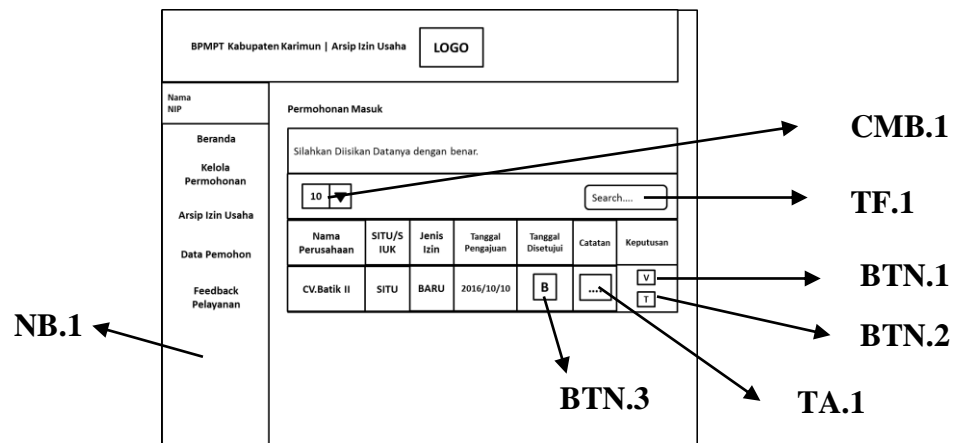 BPMPT Kabupaten Karimun | Arsip Izin Usaha
LOGO
Nama
NIP
Permohonan Masuk
Beranda
Kelola
Permohonan
Arsip Izin Usaha
Data Pemohon
Feedback
Pelayanan
Silahkan Diisikan Datanya dengan benar.
10
Search....
Nama
Perusahaan
SITU/S
IUK
Jenis
Izin
Tanggal
Pengajuan
Tanggal
Disetujui
Catatan
Keputusan
CV.Batik II
SITU
BARU
2016/10/10
B
...
V
T
CMB.1
TF.1
BTN.1
BTN.2
NB.1
BTN.3
TA.1